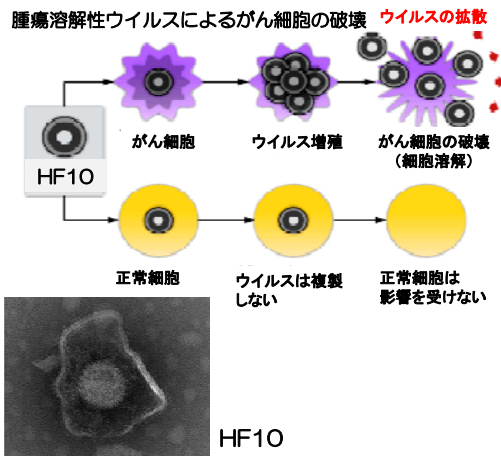 腫瘍溶解性ウイルスによるがん細胞の破壊
ウイルスの拡散
がん細胞
ウイルス増殖
がん細胞の破壊
（細胞溶解）
HF10
正常細胞
ウイルスは複製
しない
正常細胞は
影響を受けない
HF10